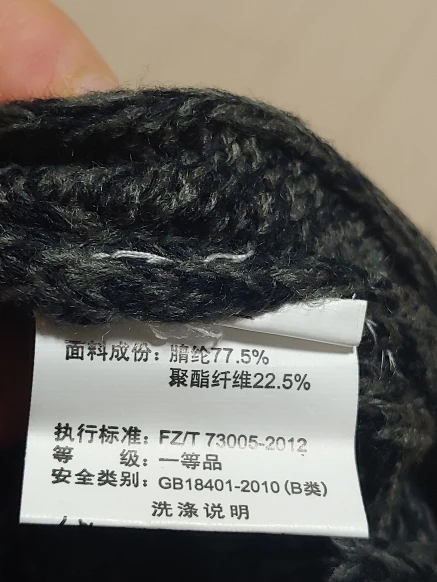 面料成份：腈纶77.5%
聚酯纤维22.5%
执行标准：FZ/T 73005-2012
等　　级：一等品
安全类别：GB18401-2010 (B类)
洗涤说明